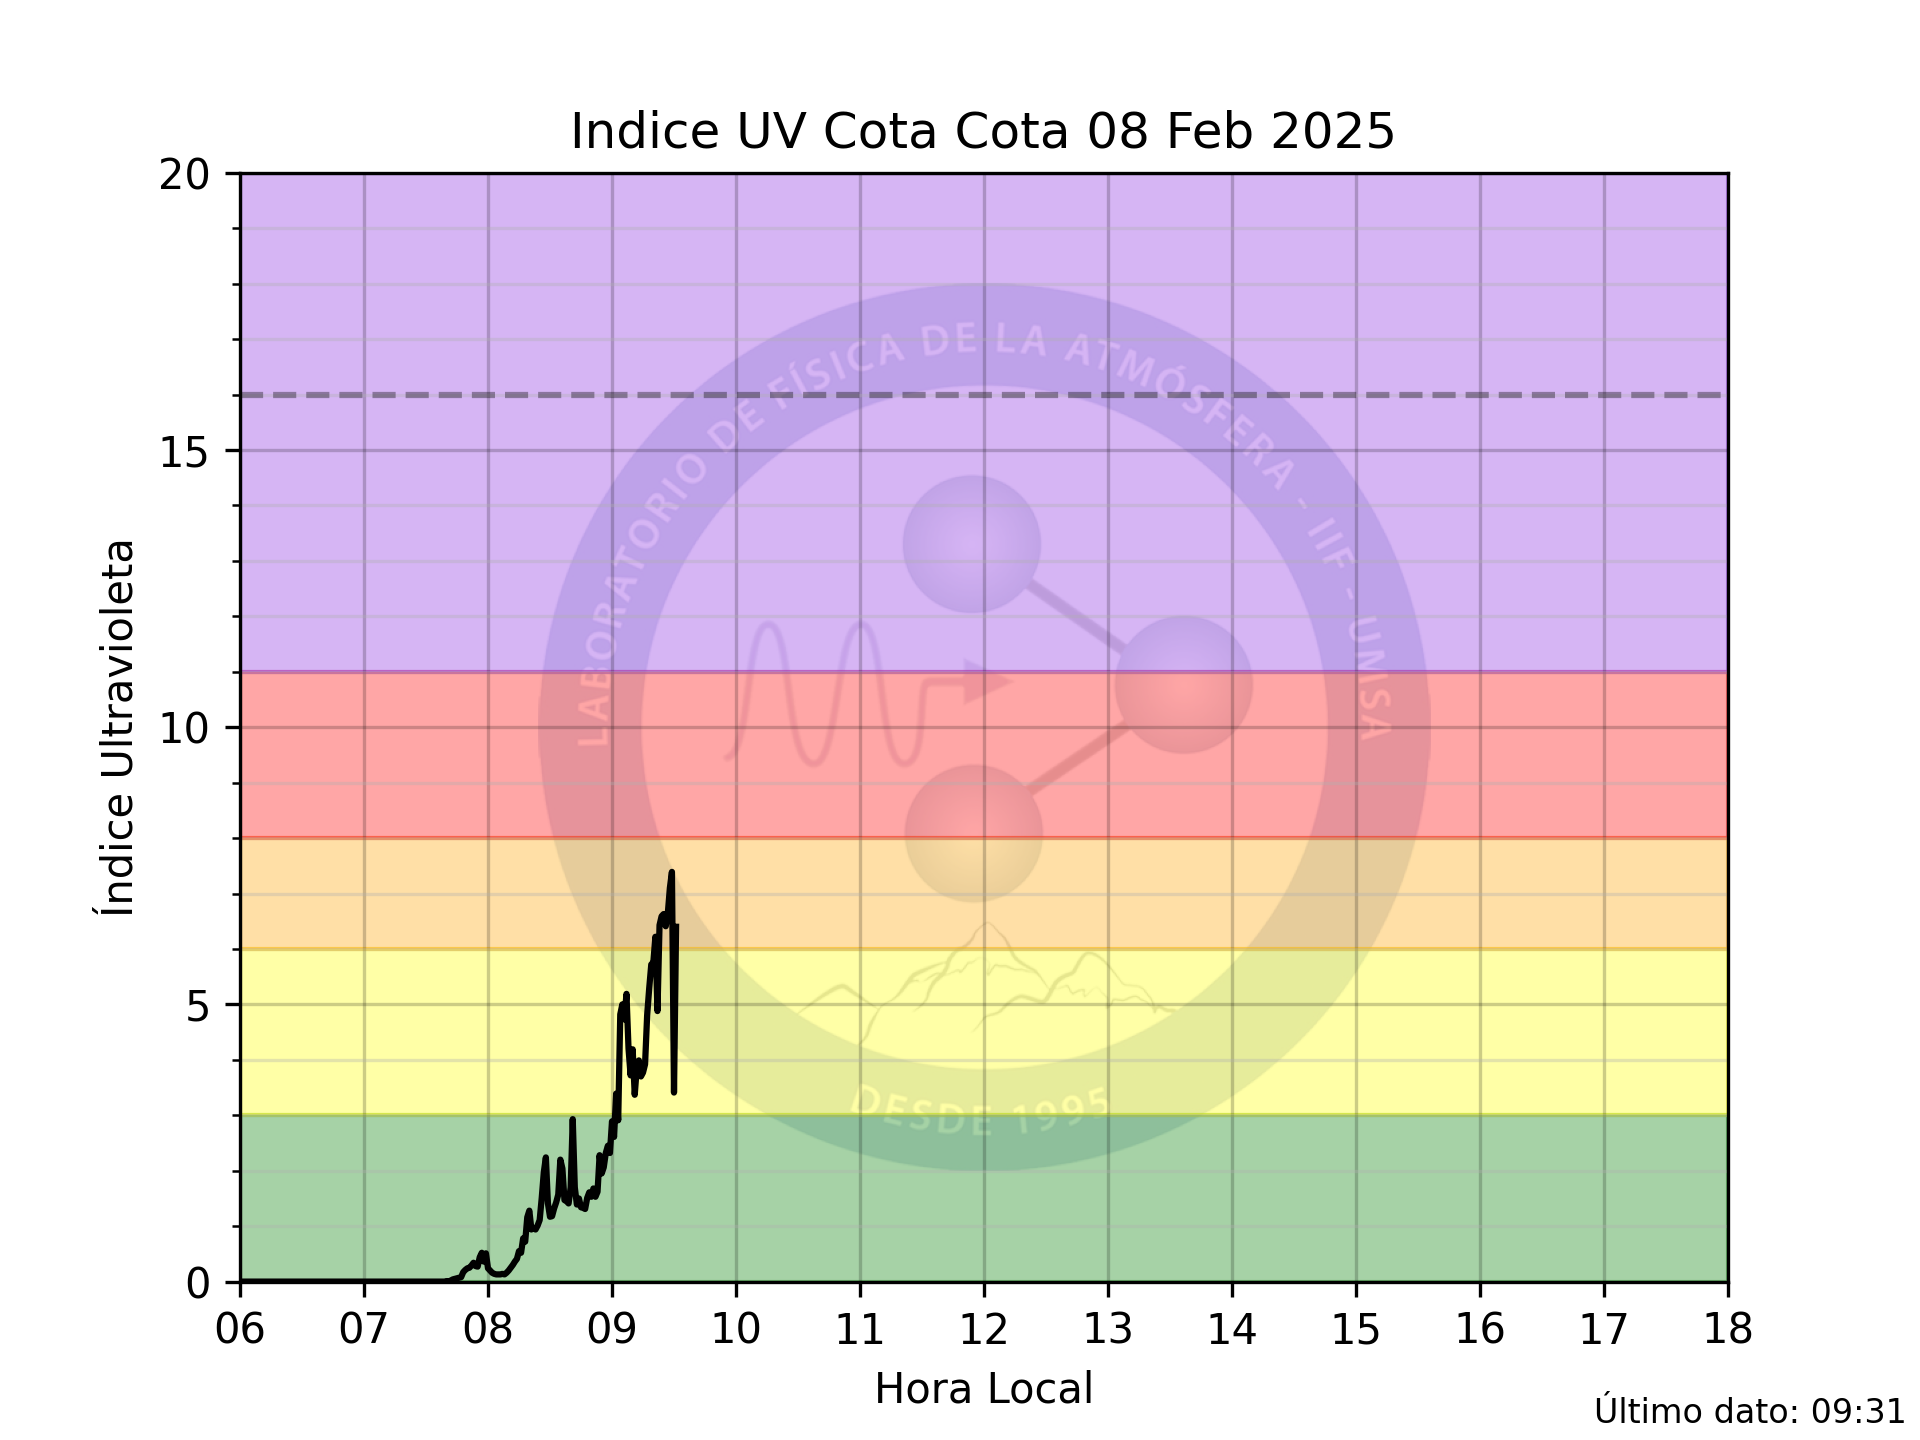 Indice UV Cota Cota 08 Feb 2025
20
15
10
5
0
Índice Ultravioleta
LABORATORIO DE FÍSICA DE LA ATMÓSFERA - IIF - UMSA
DESDE 1995
06 07 08 09 10 11 12 13 14 15 16 17 18
Hora Local
Último dato: 09:31